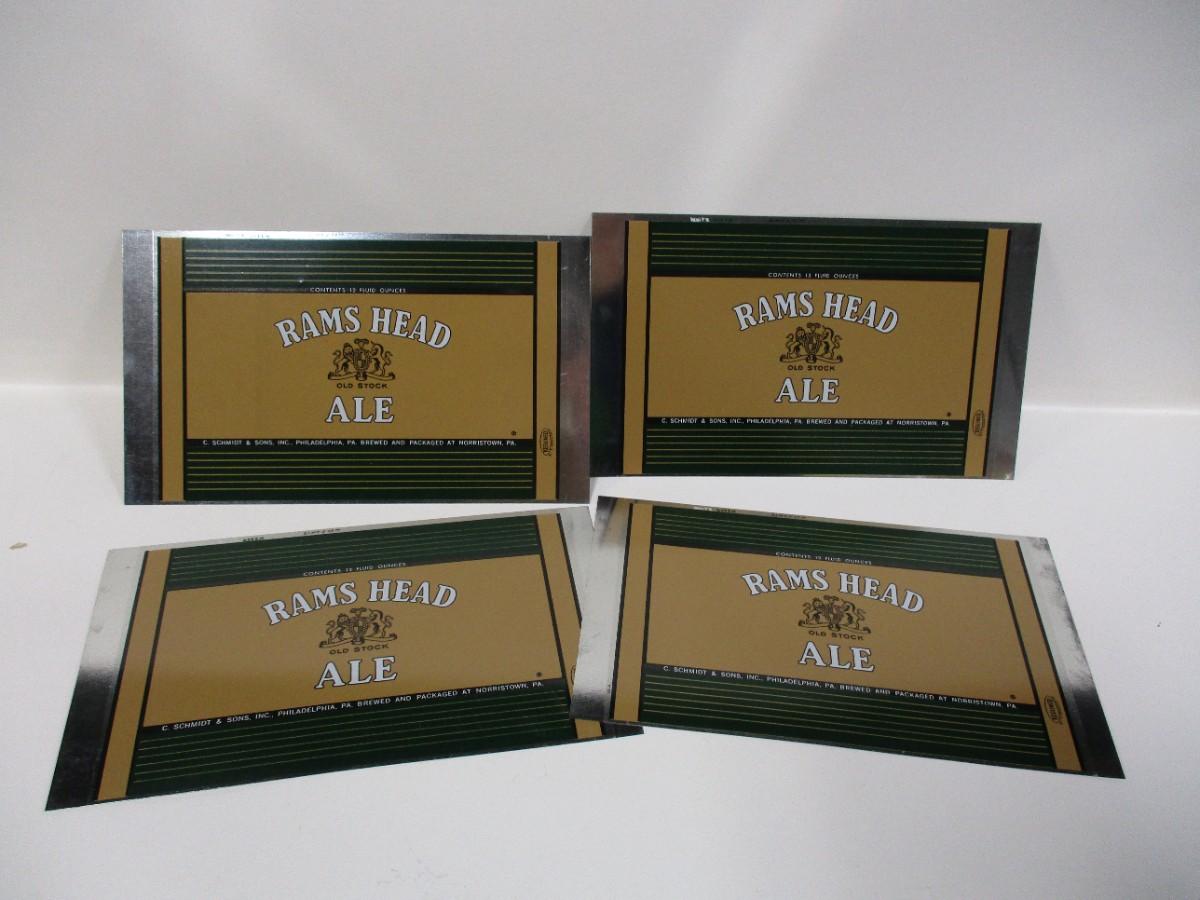 CONTENTS 12 FLUID OUNCES
RAMS HEAD
OLD STOCK
ALE
C. SCHMIDT & SONS, INC., PHILADELPHIA, PA. BREWED AND PACKAGED AT NORRISTOWN, PA.
CONTENTS 12 FLUID OUNCES
RAMS HEAD
OLD STOCK
ALE
C. SCHMIDT & SONS, INC., PHILADELPHIA, PA. BREWED AND PACKAGED AT NORRISTOWN, PA.
CONTENTS 12 FLUID OUNCES
RAMS HEAD
OLD STOCK
ALE
C. SCHMIDT & SONS, INC., PHILADELPHIA, PA. BREWED AND PACKAGED AT NORRISTOWN, PA.
CONTENTS 12 FLUID OUNCES
RAMS HEAD
OLD STOCK
ALE
C. SCHMIDT & SONS, INC., PHILADELPHIA, PA. BREWED AND PACKAGED AT NORRISTOWN, PA.